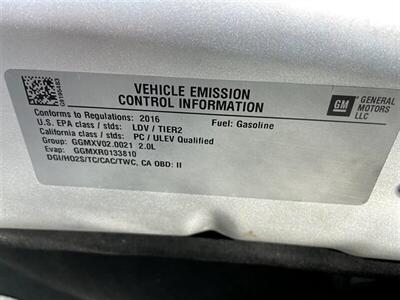 VEHICLE EMISSION
CONTROL INFORMATION
GM GENERAL
MOTORS
LLC
Conforms to Regulations: 2016 Fuel: Gasoline
U.S. EPA class / stds: LDV / TIER2
California class / stds: PC / ULEV Qualified
Group: GGMXV02.0021 2.0L
Evap: GGMXR0133810
DGI/HO2S/TC/CAC/TWC, CA OBD: II